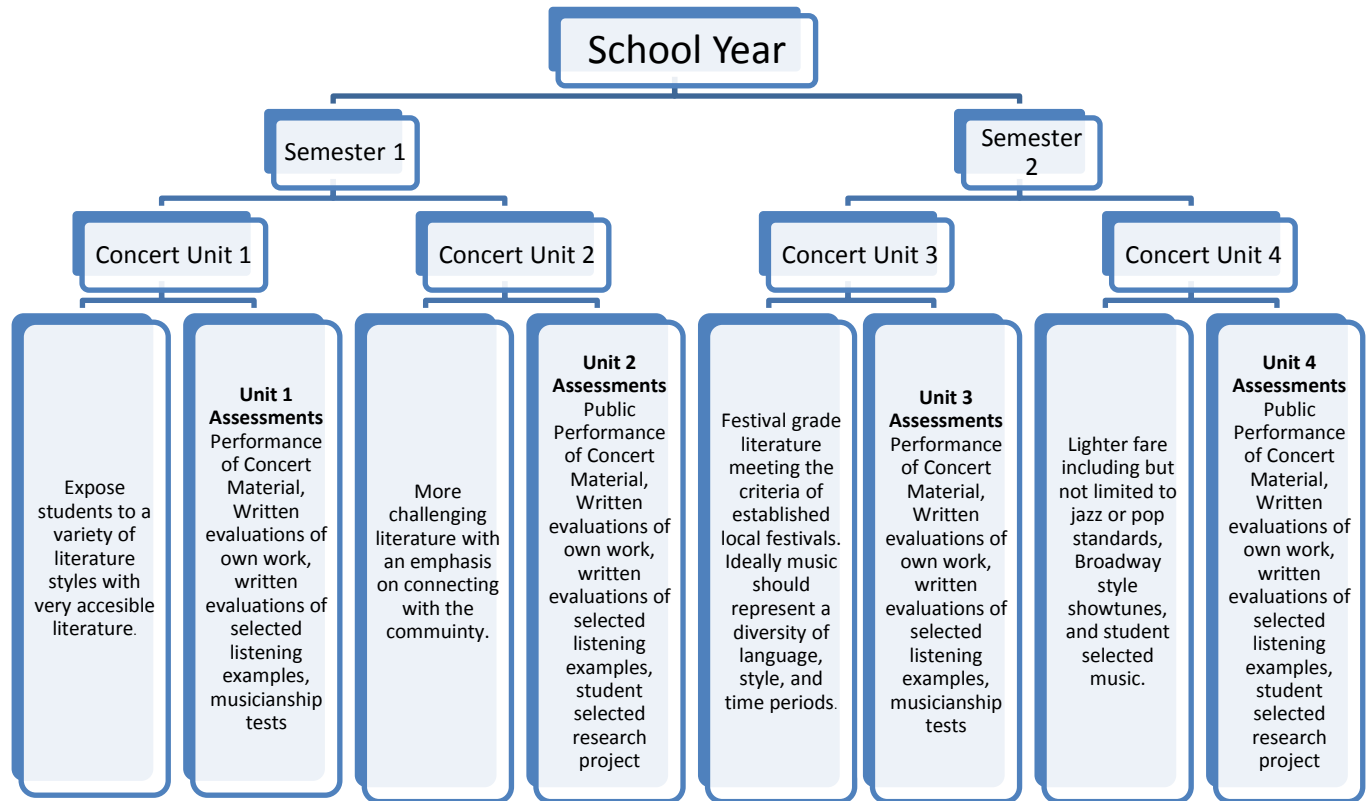 School Year
Semester 1
Semester
2
Concert Unit 1
Concert Unit 2
Concert Unit 3
Concert Unit 4
Expose
students to a
variety of
literature
styles with
very accesible
literature.
Unit 1
Assessments
Performance
of Concert
Material,
Written
evaluations of
own work,
written
evaluations of
selected
listening
examples,
musicianship
tests
More
challenging
literature with
an emphasis
on connecting
with the
commuinty.
Unit 2
Assessments
Public
Performance
of Concert
Material,
Written
evaluations of
own work,
written
evaluations of
selected
listening
examples,
student
selected
research
project
Festival grade
literature
meeting the
criteria of
established
local festivals.
Ideally music
should
represent a
diversity of
language,
style, and
time periods.
Unit 3
Assessments
Performance
of Concert
Material,
Written
evaluations of
own work,
written
evaluations of
selected
listening
examples,
musicianship
tests
Lighter fare
including but
not limited to
jazz or pop
standards,
Broadway
style
showtunes,
and student
selected
music.
Unit 4
Assessments
Public
Performance
of Concert
Material,
Written
evaluations of
own work,
written
evaluations of
selected
listening
examples,
student
selected
research
project